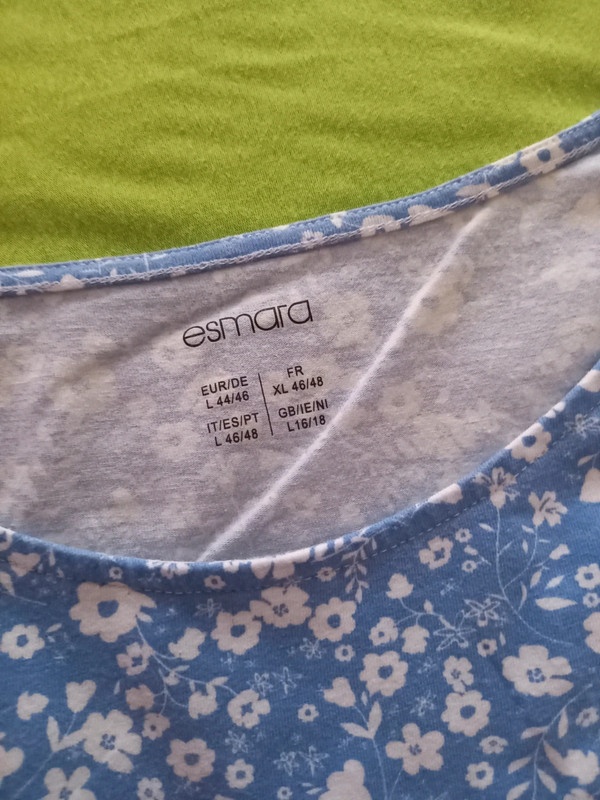 esmara
EUR/DE
L 44/46
FR
XL 46/48
IT/ES/PT
L 46/48
GB/IE/NI
L16/18